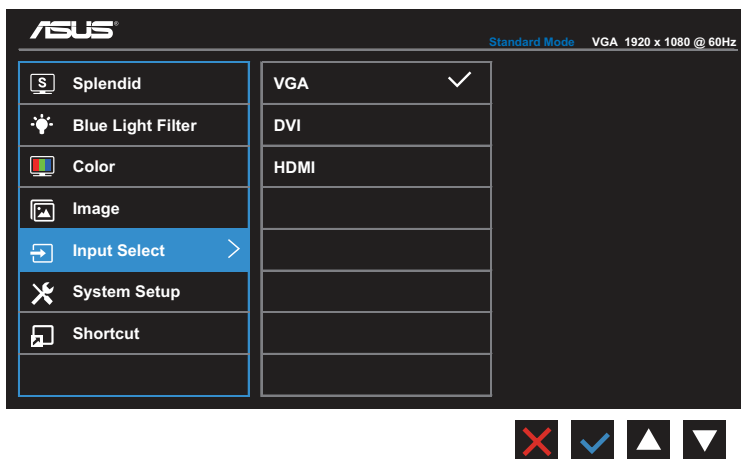 ASUS®
Standard Mode VGA 1920 x 1080 @ 60Hz
S Splendid
Blue Light Filter
Color
Image
Input Select
System Setup
Shortcut
VGA
DVI
HDMI